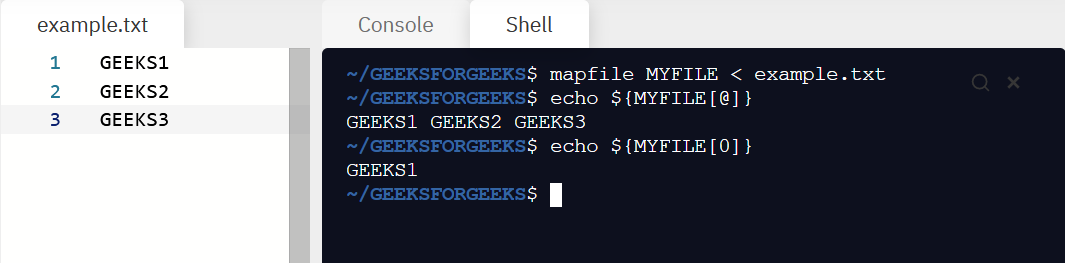 example.txt
1 GEEKS1
2 GEEKS2
3 GEEKS3
Console Shell
~/GEEKSFORGEEKS$ mapfile MYFILE < example.txt
~/GEEKSFORGEEKS$ echo ${MYFILE[@]}
GEEKS1 GEEKS2 GEEKS3
~/GEEKSFORGEEKS$ echo ${MYFILE[0]}
GEEKS1
~/GEEKSFORGEEKS$